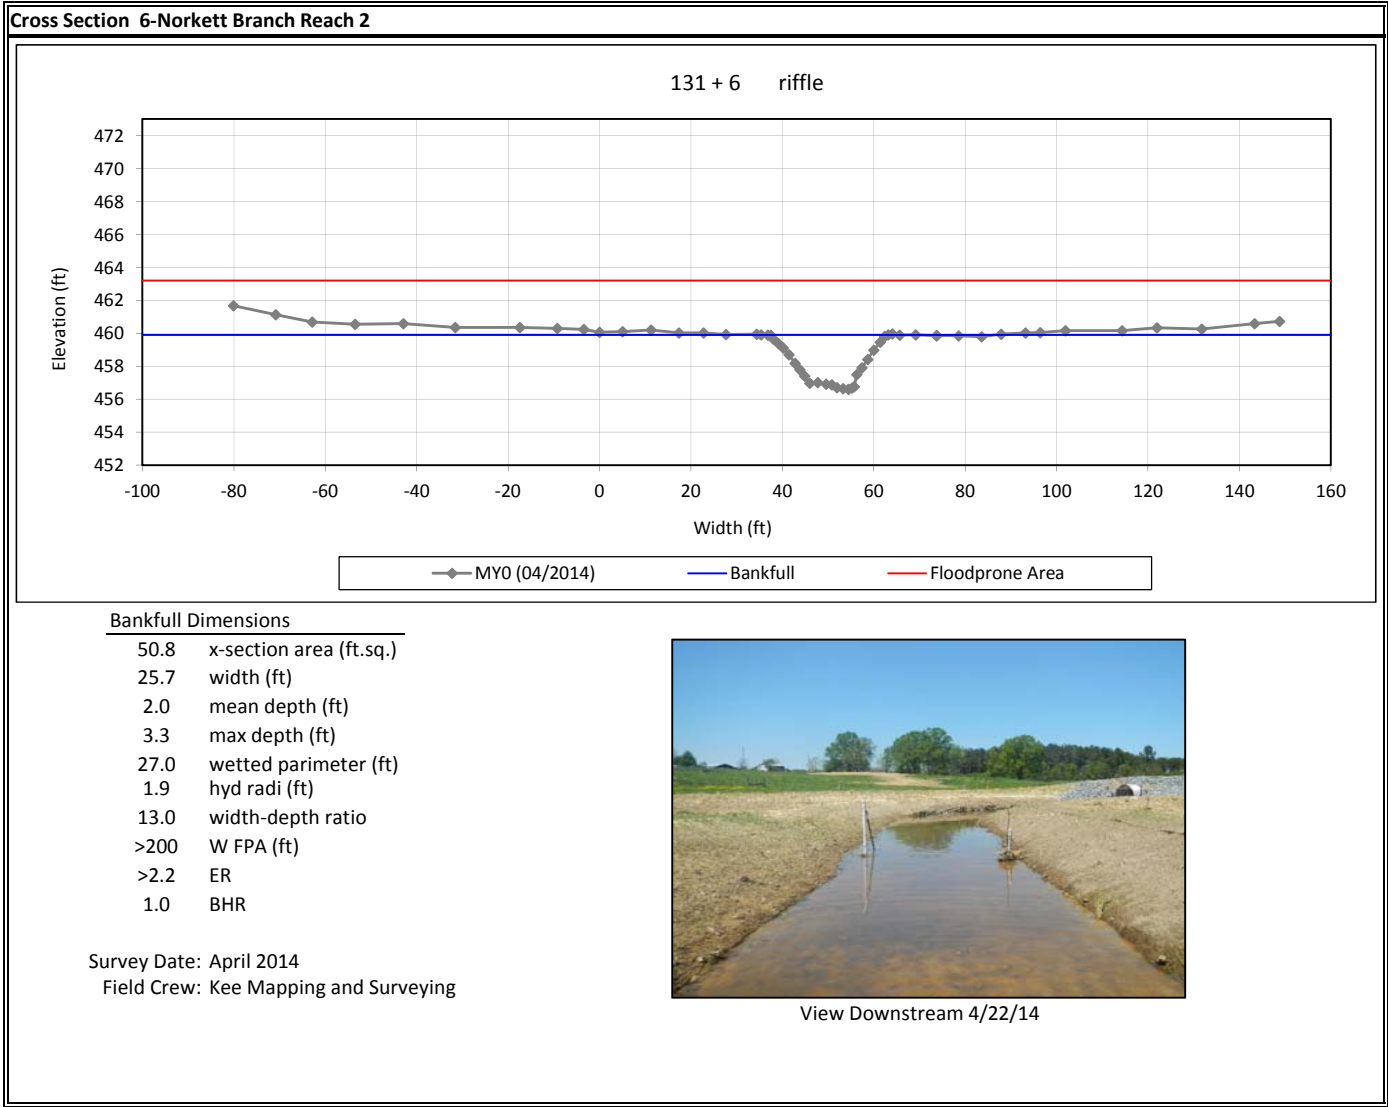 Cross Section 6-Norkett Branch Reach 2
131 + 6 riffle
472
470
468
466
464
462
460
458
456
454
452
Elevation (ft)
-100 -80 -60 -40 -20 0 20 40 60 80 100 120 140 160
Width (ft)
MY0 (04/2014) Bankfull Floodprone Area
Bankfull Dimensions
50.8 x-section area (ft.sq.)
25.7 width (ft)
2.0 mean depth (ft)
3.3 max depth (ft)
27.0 wetted parimeter (ft)
1.9 hyd radi (ft)
13.0 width-depth ratio
>200 W FPA (ft)
>2.2 ER
1.0 BHR
Survey Date: April 2014
Field Crew: Kee Mapping and Surveying
View Downstream 4/22/14